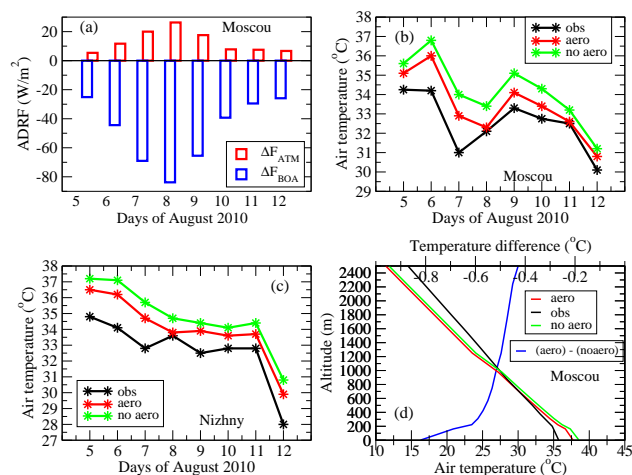 (a)
Moscou
40
20
0
-20
-40
-60
-80
ADRF (W/m²)
ΔF_ATM
ΔF_BOA
5 6 7 8 9 10 11 12
Days of August 2010
(b)
obs
aero
no aero
38
37
36
35
34
33
32
31
30
29
Air temperature (°C)
Moscou
5 6 7 8 9 10 11 12
Days of August 2010
(c)
38
37
36
35
34
33
32
31
30
29
28
27
Air temperature (°C)
obs
aero
no aero
Nizhny
5 6 7 8 9 10 11 12
Days of August 2010
Temperature difference (°C)
-0.8 -0.6 -0.4 -0.2
2400
2200
2000
1800
1600
1400
1200
1000
800
600
400
200
0
Altitude (m)
aero
obs
no aero
(aero) - (noaero)
Moscou
(d)
10 15 20 25 30 35 40 45
Air temperature (°C)